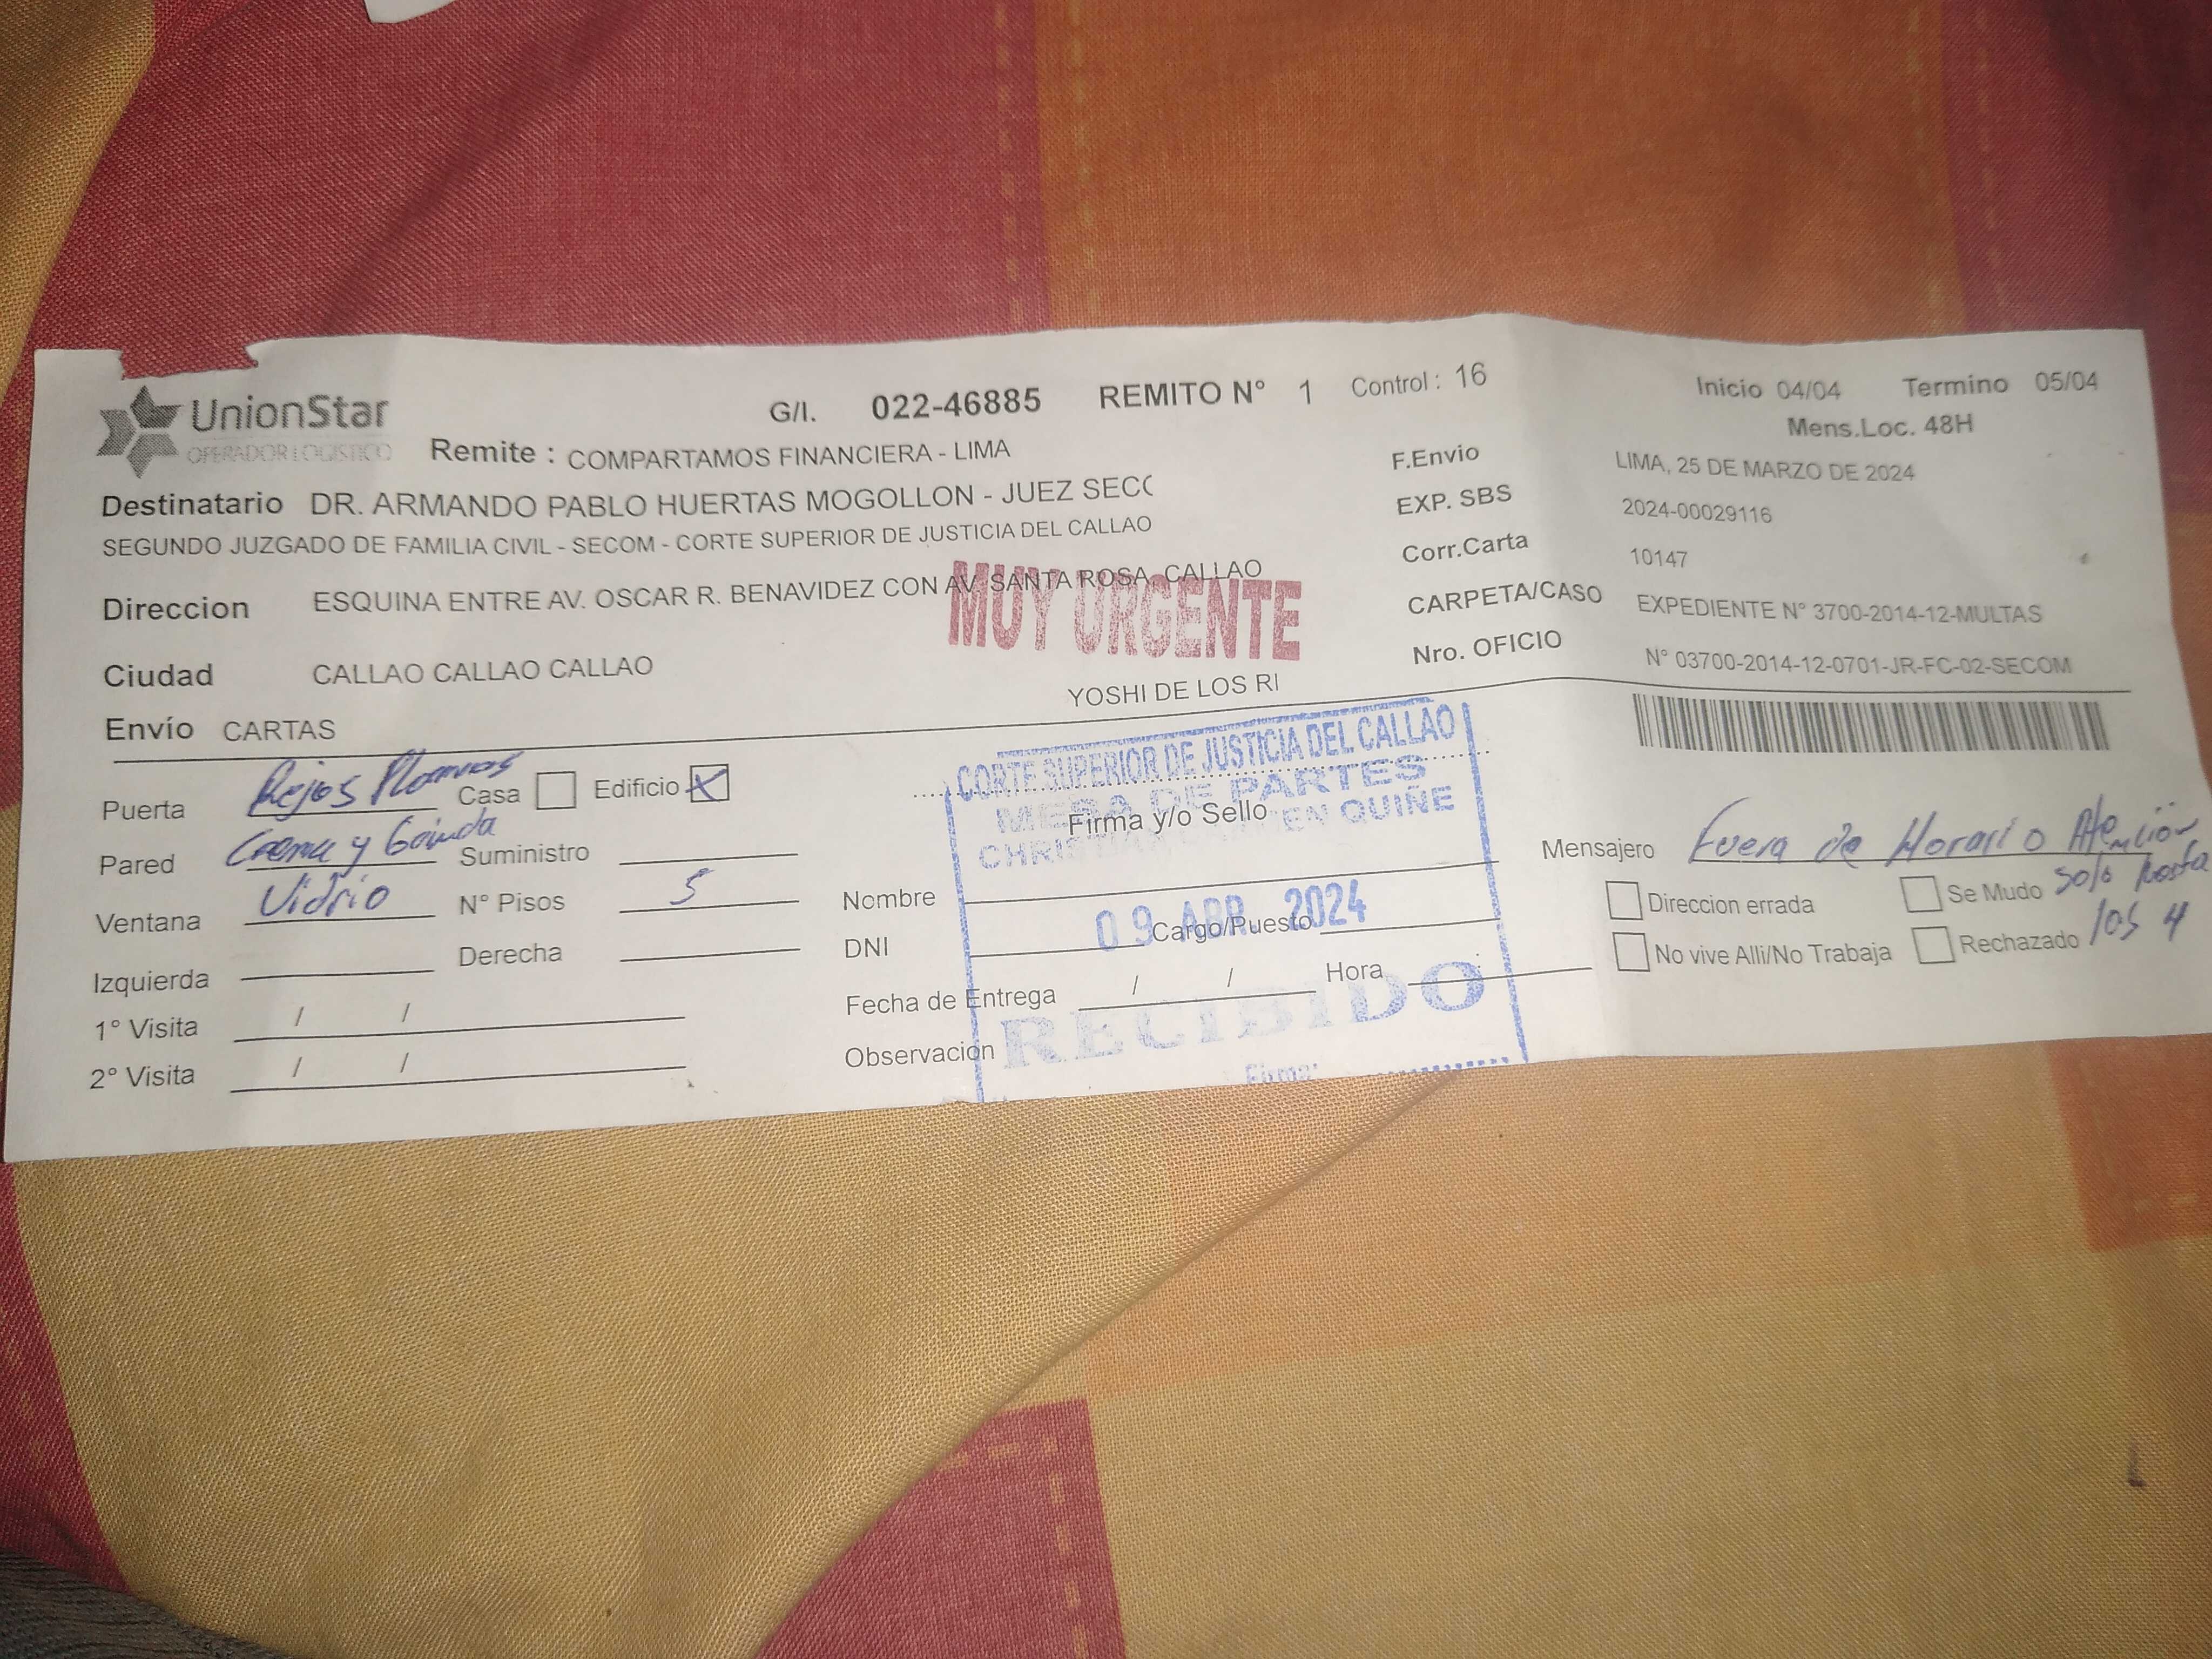 UnionStar
OPERADOR LOGISTICO
G/I. 022-46885 REMITO N° 1 Control : 16
Inicio 04/04 Termino 05/04
Mens.Loc. 48H
Remite : COMPARTAMOS FINANCIERA - LIMA
F.Envio LIMA, 25 DE MARZO DE 2024
Destinatario DR. ARMANDO PABLO HUERTAS MOGOLLON - JUEZ SEC
EXP. SBS 2024-00029116
SEGUNDO JUZGADO DE FAMILIA CIVIL - SECOM - CORTE SUPERIOR DE JUSTICIA DEL CALLAO
Corr.Carta 10147
Direccion ESQUINA ENTRE AV. OSCAR R. BENAVIDEZ CON AV. SANTA ROSA, CALLAO
MUY URGENTE
CARPETA/CASO EXPEDIENTE N° 3700-2014-12-MULTAS
Ciudad CALLAO CALLAO CALLAO
Nro. OFICIO N° 03700-2014-12-0701-JR-FC-02-SECOM
YOSHI DE LOS RI
Envío CARTAS
Puerta Rejos Casa Edificio X
Pared Crema y Guinda Suministro
Ventana Vidrio N° Pisos 5
Izquierda Derecha
1° Visita / /
2° Visita / /
CORTE SUPERIOR DE JUSTICIA DEL CALLAO
MESA DE PARTES
Firma y/o Sello
QUIÑE
Nombre
09 ABR. 2024
DNI Cargo/Puesto
Fecha de Entrega / / Hora
RECIBIDO
Observación
Firma:
Mensajero Fuera de Horario Atención
solo hasta
los 4
Direccion errada Se Mudo
No vive Alli/No Trabaja Rechazado